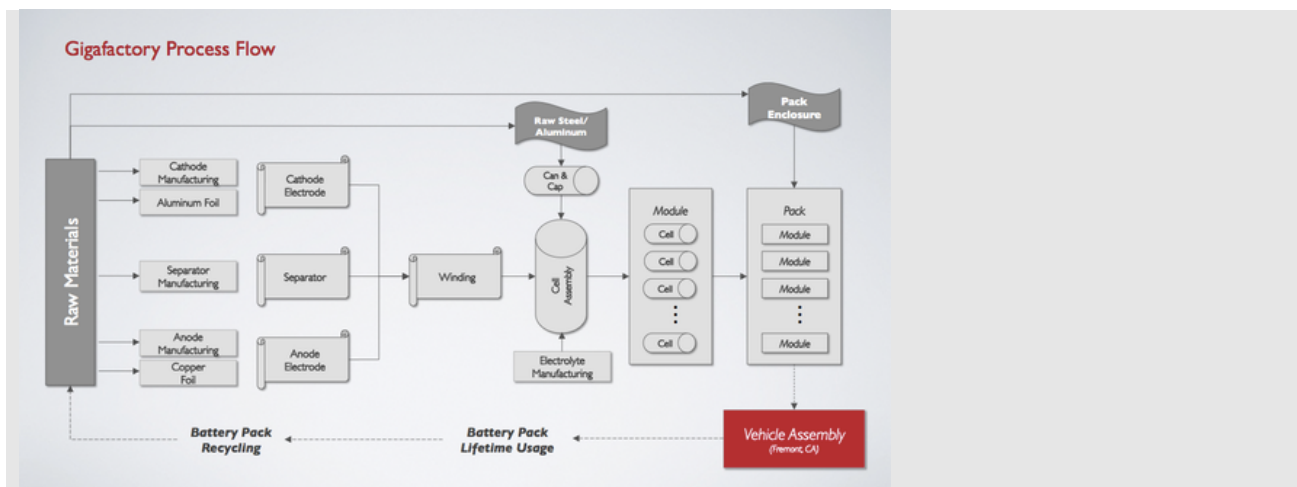 Gigafactory Process Flow
Pack
Enclosure
Raw Steel/
Aluminum
Raw Materials
Cathode
Manufacturing
Aluminum Foil
Cathode
Electrode
Can &
Cap
Separator
Manufacturing
Separator
Winding
Cell
Assembly
Module
Cell
Cell
Cell
Cell
Pack
Module
Module
Module
Module
Anode
Manufacturing
Copper
Foil
Anode
Electrode
Electrolyte
Manufacturing
Battery Pack
Recycling
Battery Pack
Lifetime Usage
Vehicle Assembly
(Fremont, CA)